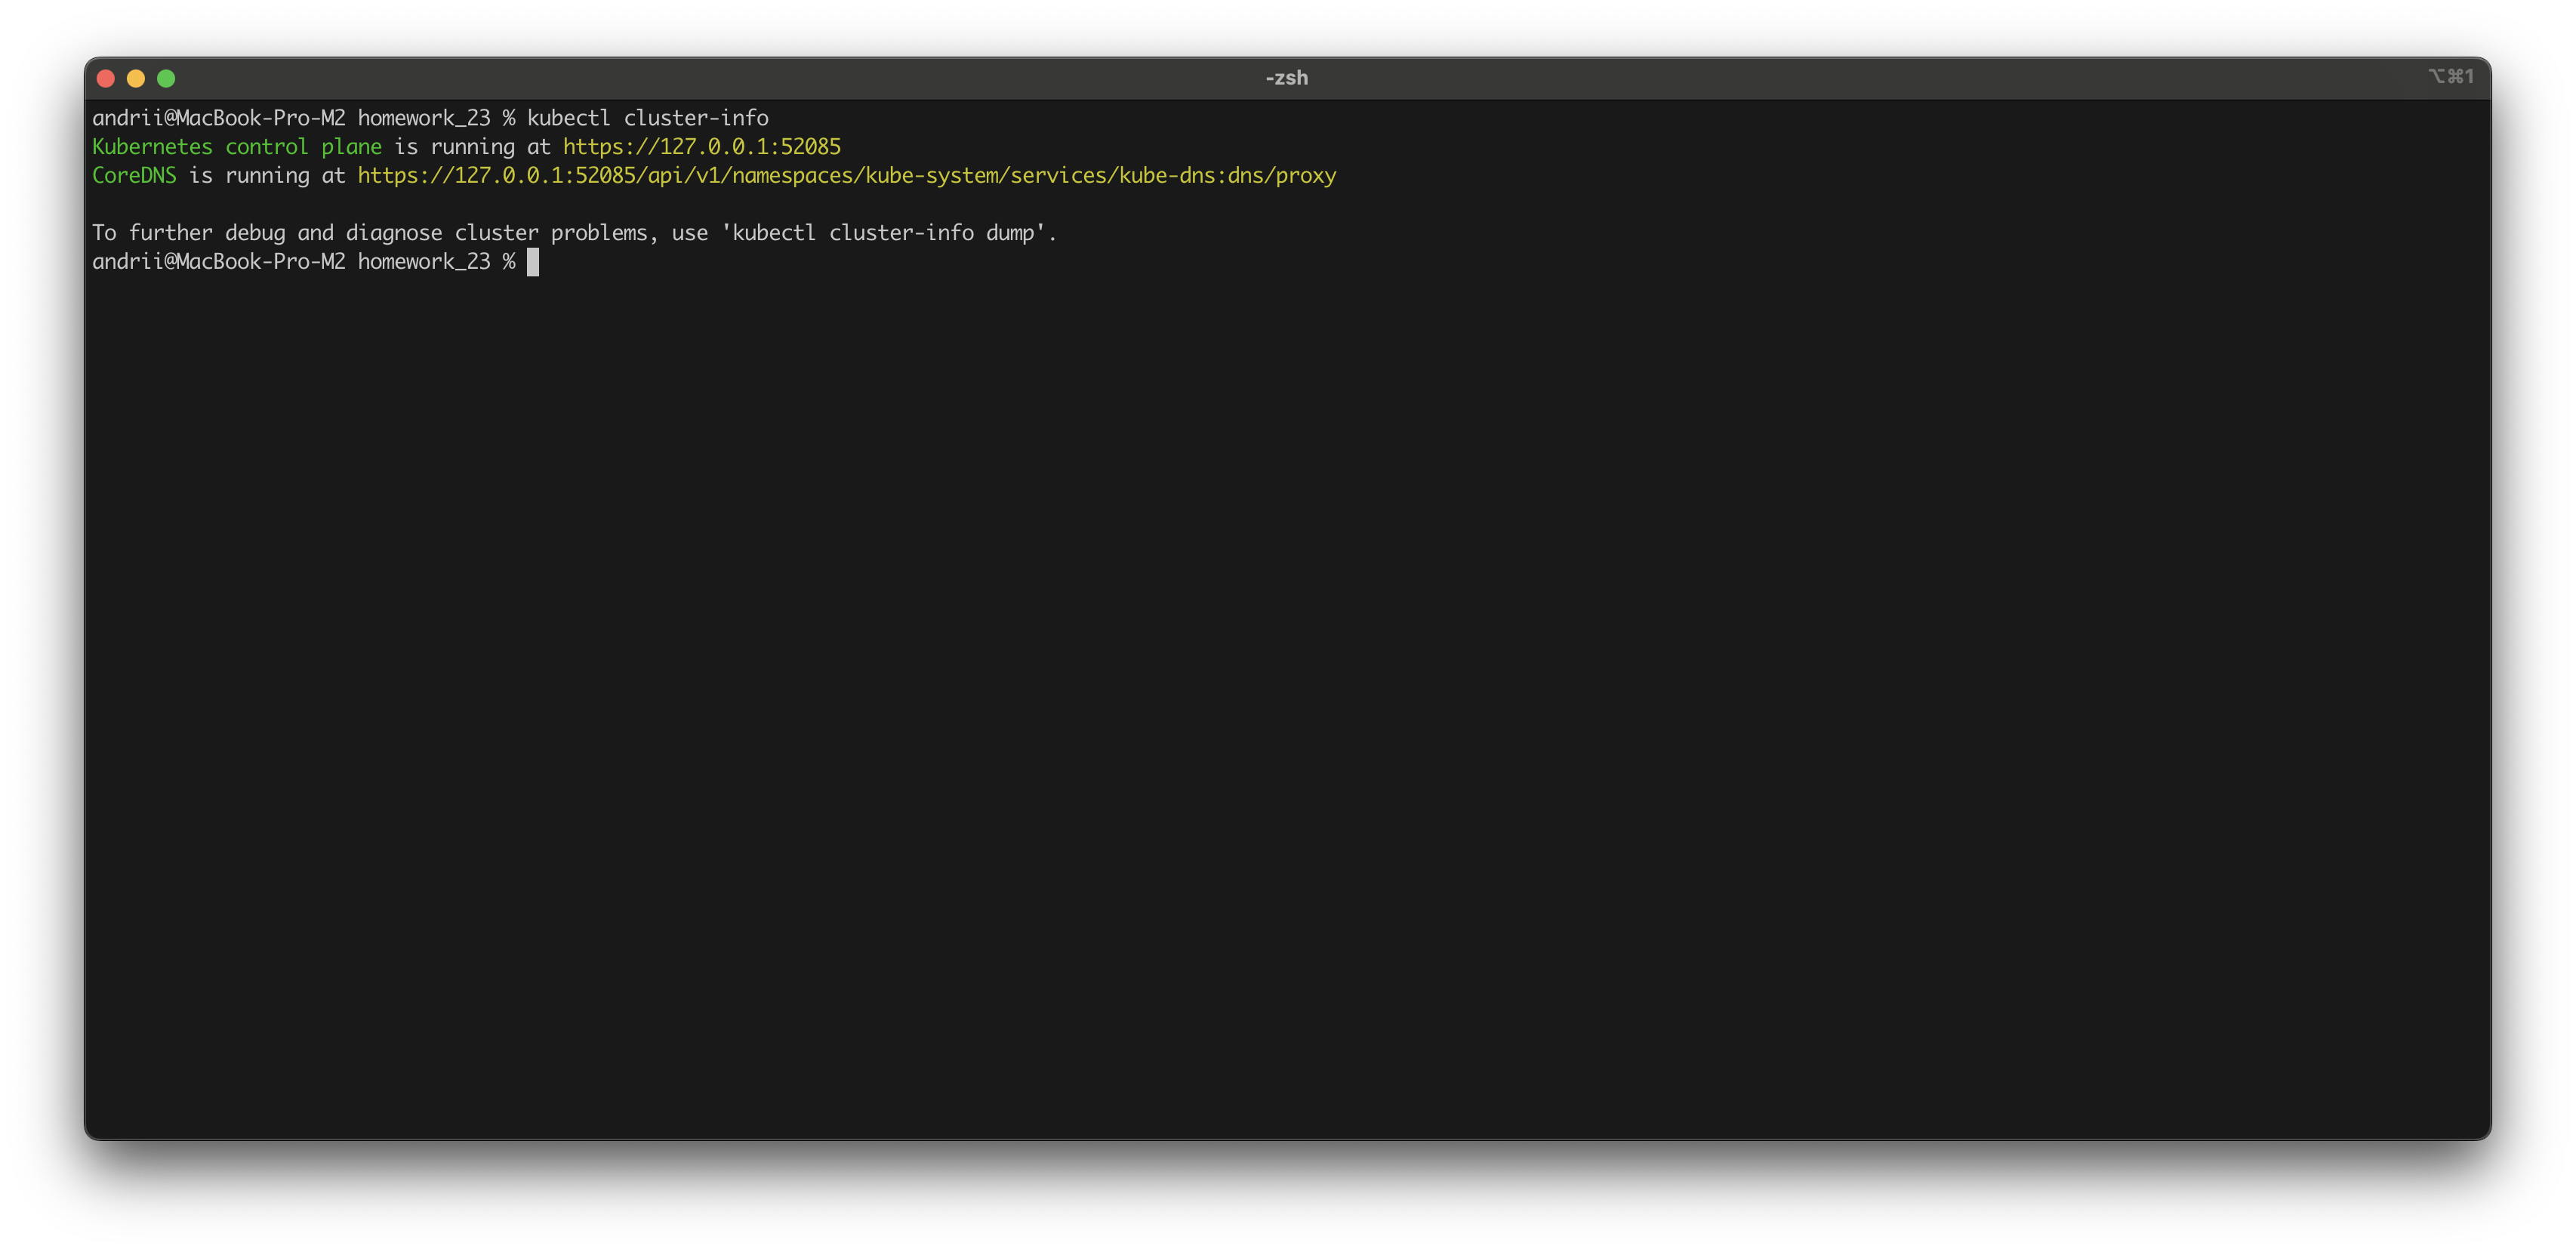 -zsh
⌥⌘1
andrii@MacBook-Pro-M2 homework_23 % kubectl cluster-info
Kubernetes control plane is running at https://127.0.0.1:52085
CoreDNS is running at https://127.0.0.1:52085/api/v1/namespaces/kube-system/services/kube-dns:dns/proxy
To further debug and diagnose cluster problems, use 'kubectl cluster-info dump'.
andrii@MacBook-Pro-M2 homework_23 %